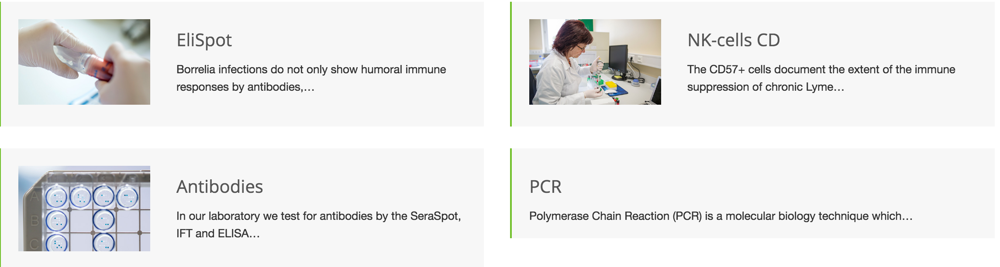 EliSpot
Borrelia infections do not only show humoral immune
responses by antibodies,...
NK-cells CD
The CD57+ cells document the extent of the immune
suppression of chronic Lyme...
Antibodies
In our laboratory we test for antibodies by the SeraSpot,
IFT and ELISA...
PCR
Polymerase Chain Reaction (PCR) is a molecular biology technique which...
A
B
C